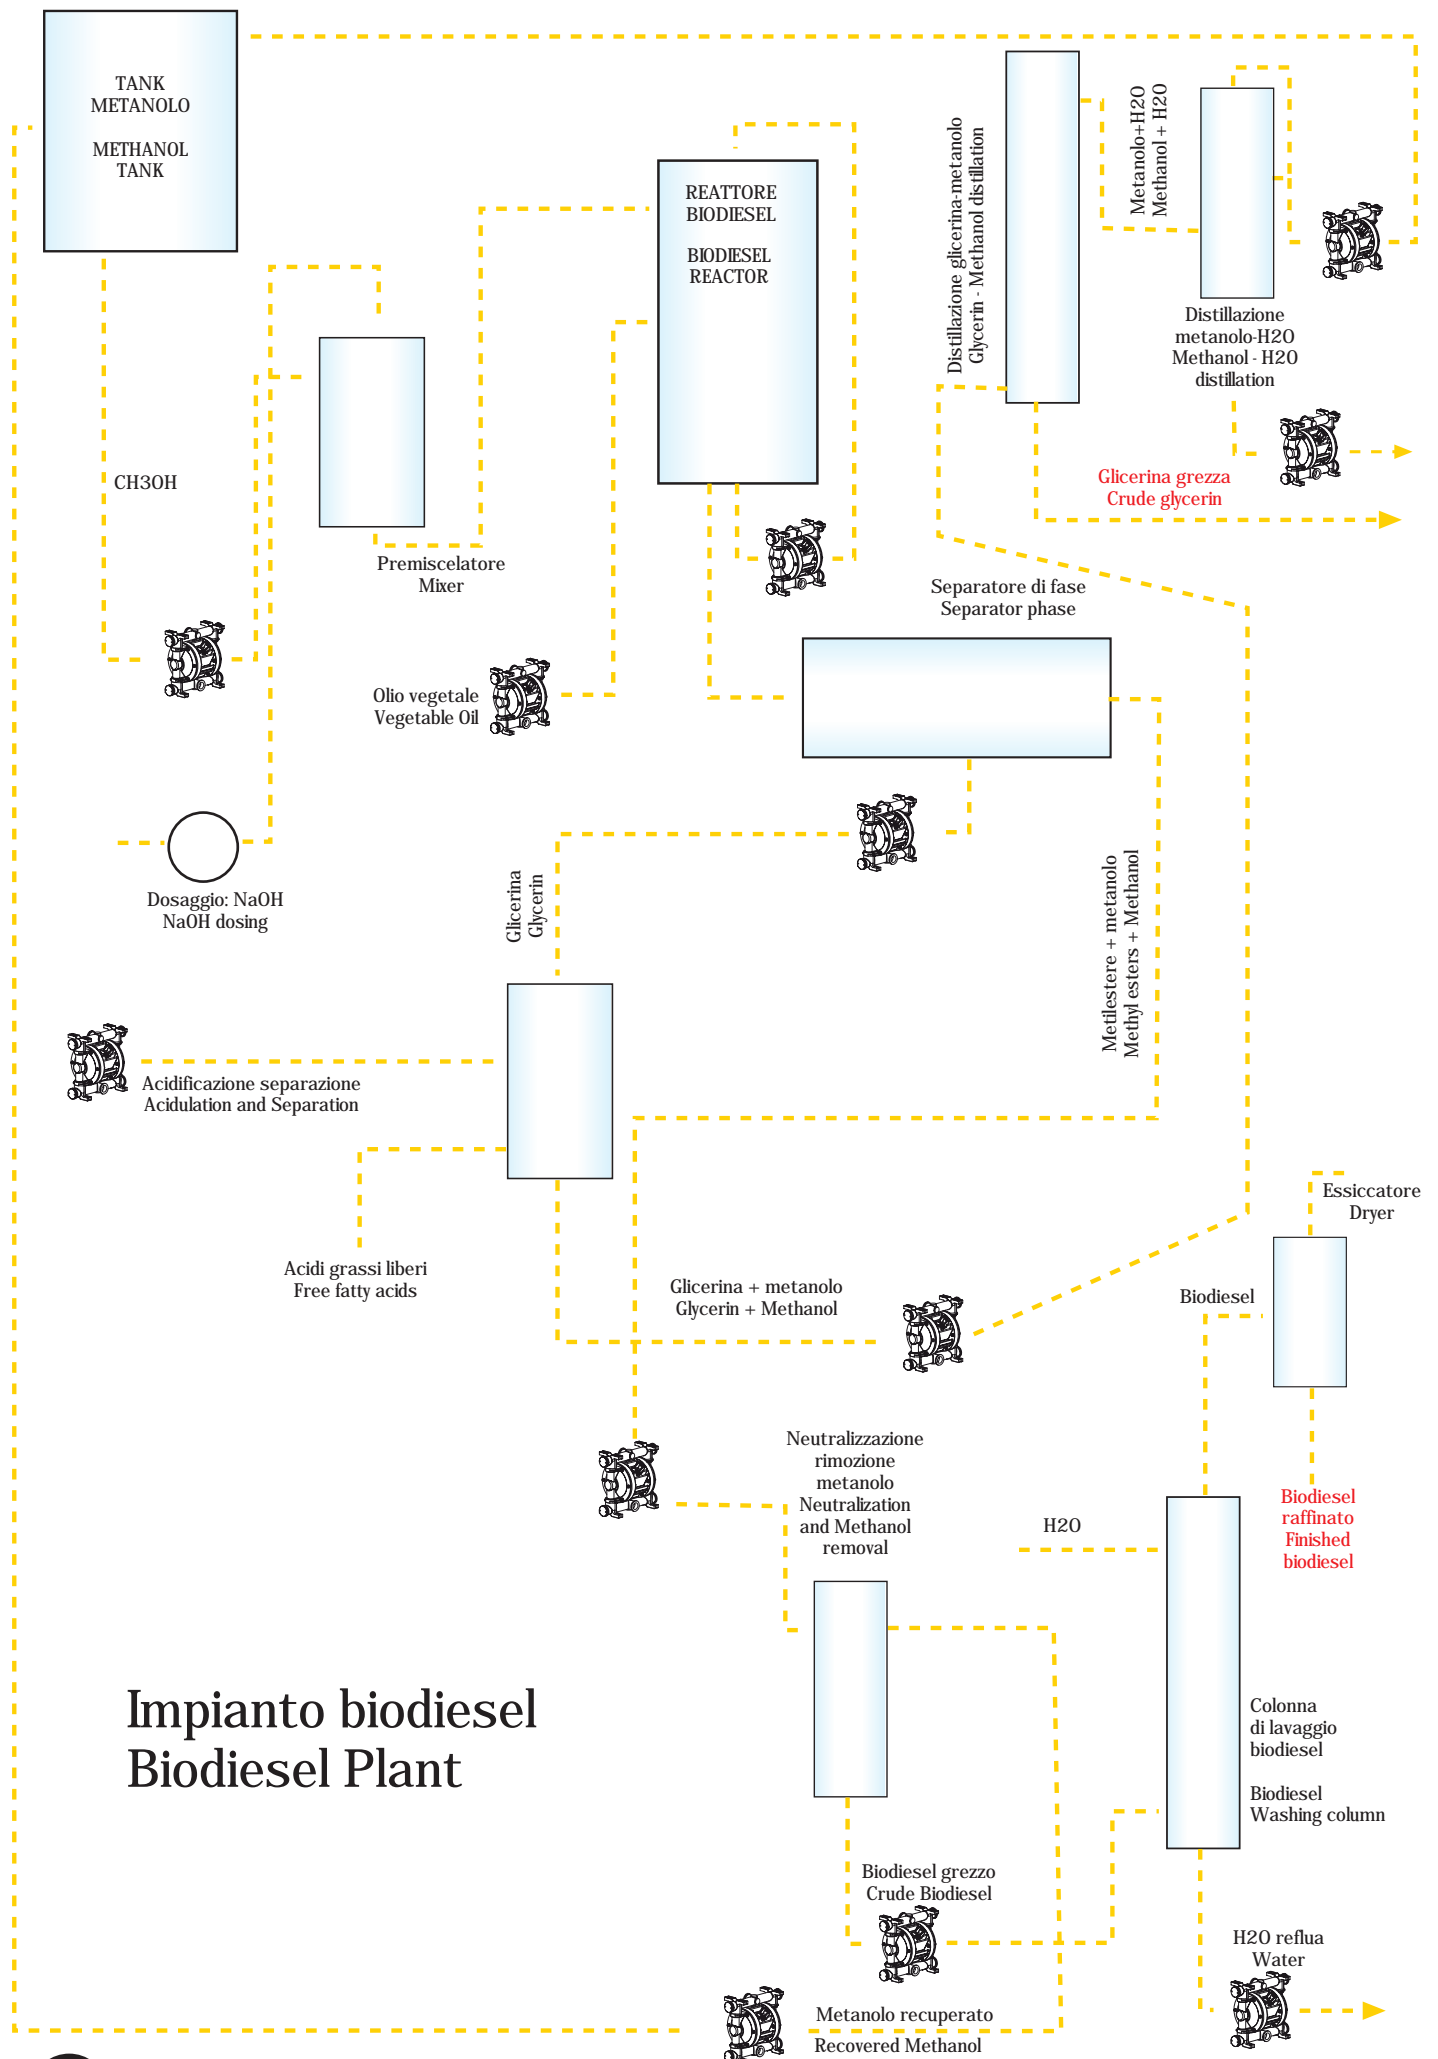 TANK
METANOLO
METHANOL
TANK
REATTORE
BIODIESEL
BIODIESEL
REACTOR
Distillazione glicerina-metanolo
Glycerin - Methanol distillation
Metanolo+H2O
Methanol + H2O
Distillazione
metanolo-H2O
Methanol - H2O
distillation
CH3OH
Glicerina grezza
Crude glycerin
Premiscelatore
Mixer
Separatore di fase
Separator phase
Olio vegetale
Vegetable Oil
Dosaggio: NaOH
NaOH dosing
Glicerina
Glycerin
Metilestere + metanolo
Methyl esters + Methanol
Acidificazione separazione
Acidulation and Separation
Essiccatore
Dryer
Acidi grassi liberi
Free fatty acids
Glicerina + metanolo
Glycerin + Methanol
Biodiesel
Neutralizzazione
rimozione
metanolo
Neutralization
and Methanol
removal
H2O
Biodiesel
raffinato
Finished
biodiesel
Impianto biodiesel
Biodiesel Plant
Colonna
di lavaggio
biodiesel
Biodiesel
Washing column
Biodiesel grezzo
Crude Biodiesel
H2O reflua
Water
Metanolo recuperato
Recovered Methanol